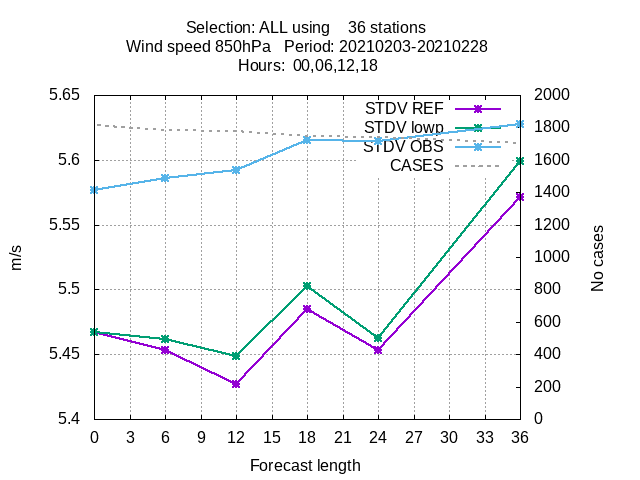 Selection: ALL using 36 stations
Wind speed 850hPa Period: 20210203-20210228
Hours: 00,06,12,18
5.65
5.6
5.55
5.5
5.45
5.4
m/s
STDV REF
STDV lowp
STDV OBS
CASES
2000
1800
1600
1400
1200
1000
800
600
400
200
0
No cases
0 3 6 9 12 15 18 21 24 27 30 33 36
Forecast length